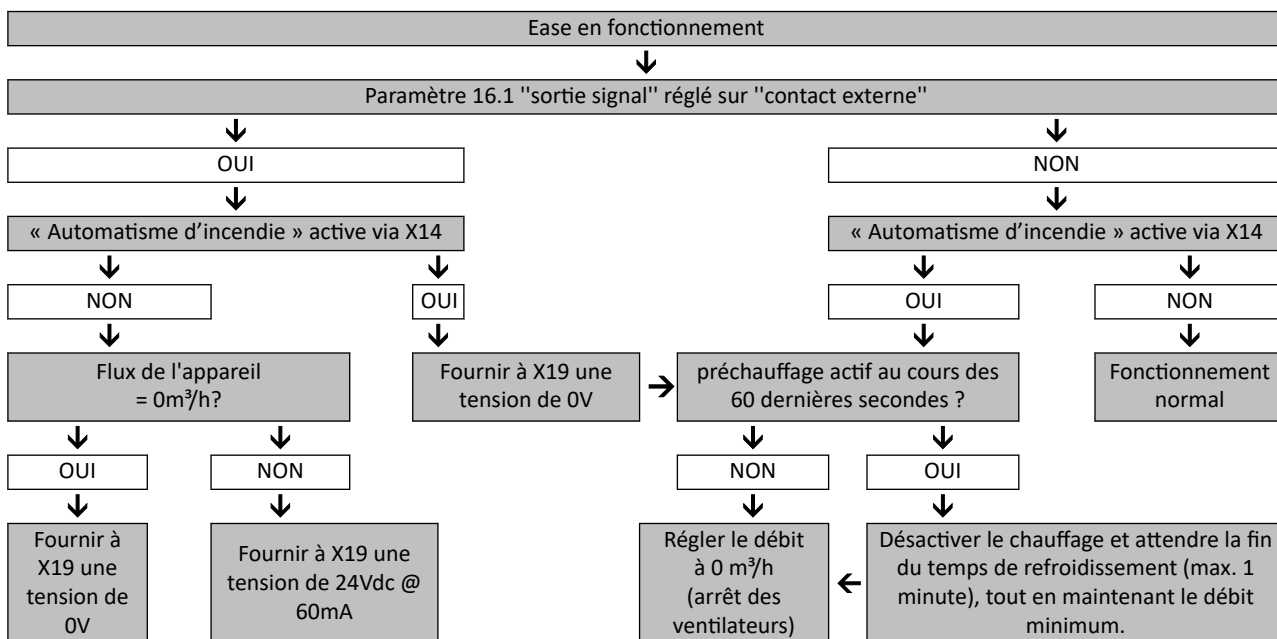 Ease en fonctionnement
Paramètre 16.1 ''sortie signal'' réglé sur ''contact externe''
OUI
NON
« Automatisme d'incendie » active via X14
« Automatisme d'incendie » active via X14
NON
OUI
OUI
NON
Flux de l'appareil
= 0m³/h?
Fournir à X19 une
tension de 0V
préchauffage actif au cours des
60 dernières secondes ?
Fonctionnement
normal
OUI
NON
NON
OUI
Fournir à
X19 une
tension de
0V
Fournir à X19 une
tension de 24Vdc @
60mA
Régler le débit
à 0 m³/h
(arrêt des
ventilateurs)
Désactiver le chauffage et attendre la fin
du temps de refroidissement (max. 1
minute), tout en maintenant le débit
minimum.